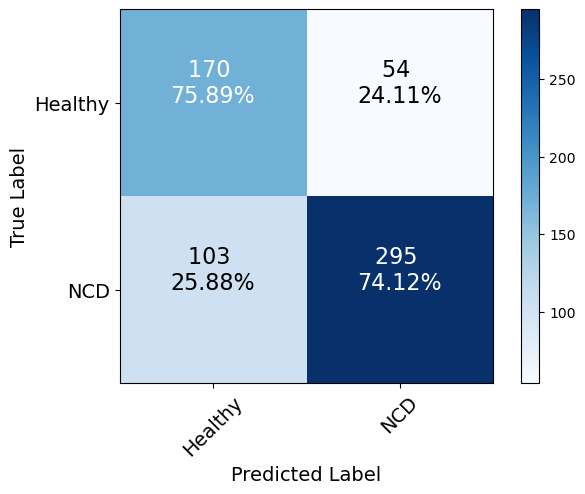 170
75.89%
54
24.11%
103
25.88%
295
74.12%
Healthy
NCD
True Label
Healthy
NCD
Predicted Label
250
200
150
100